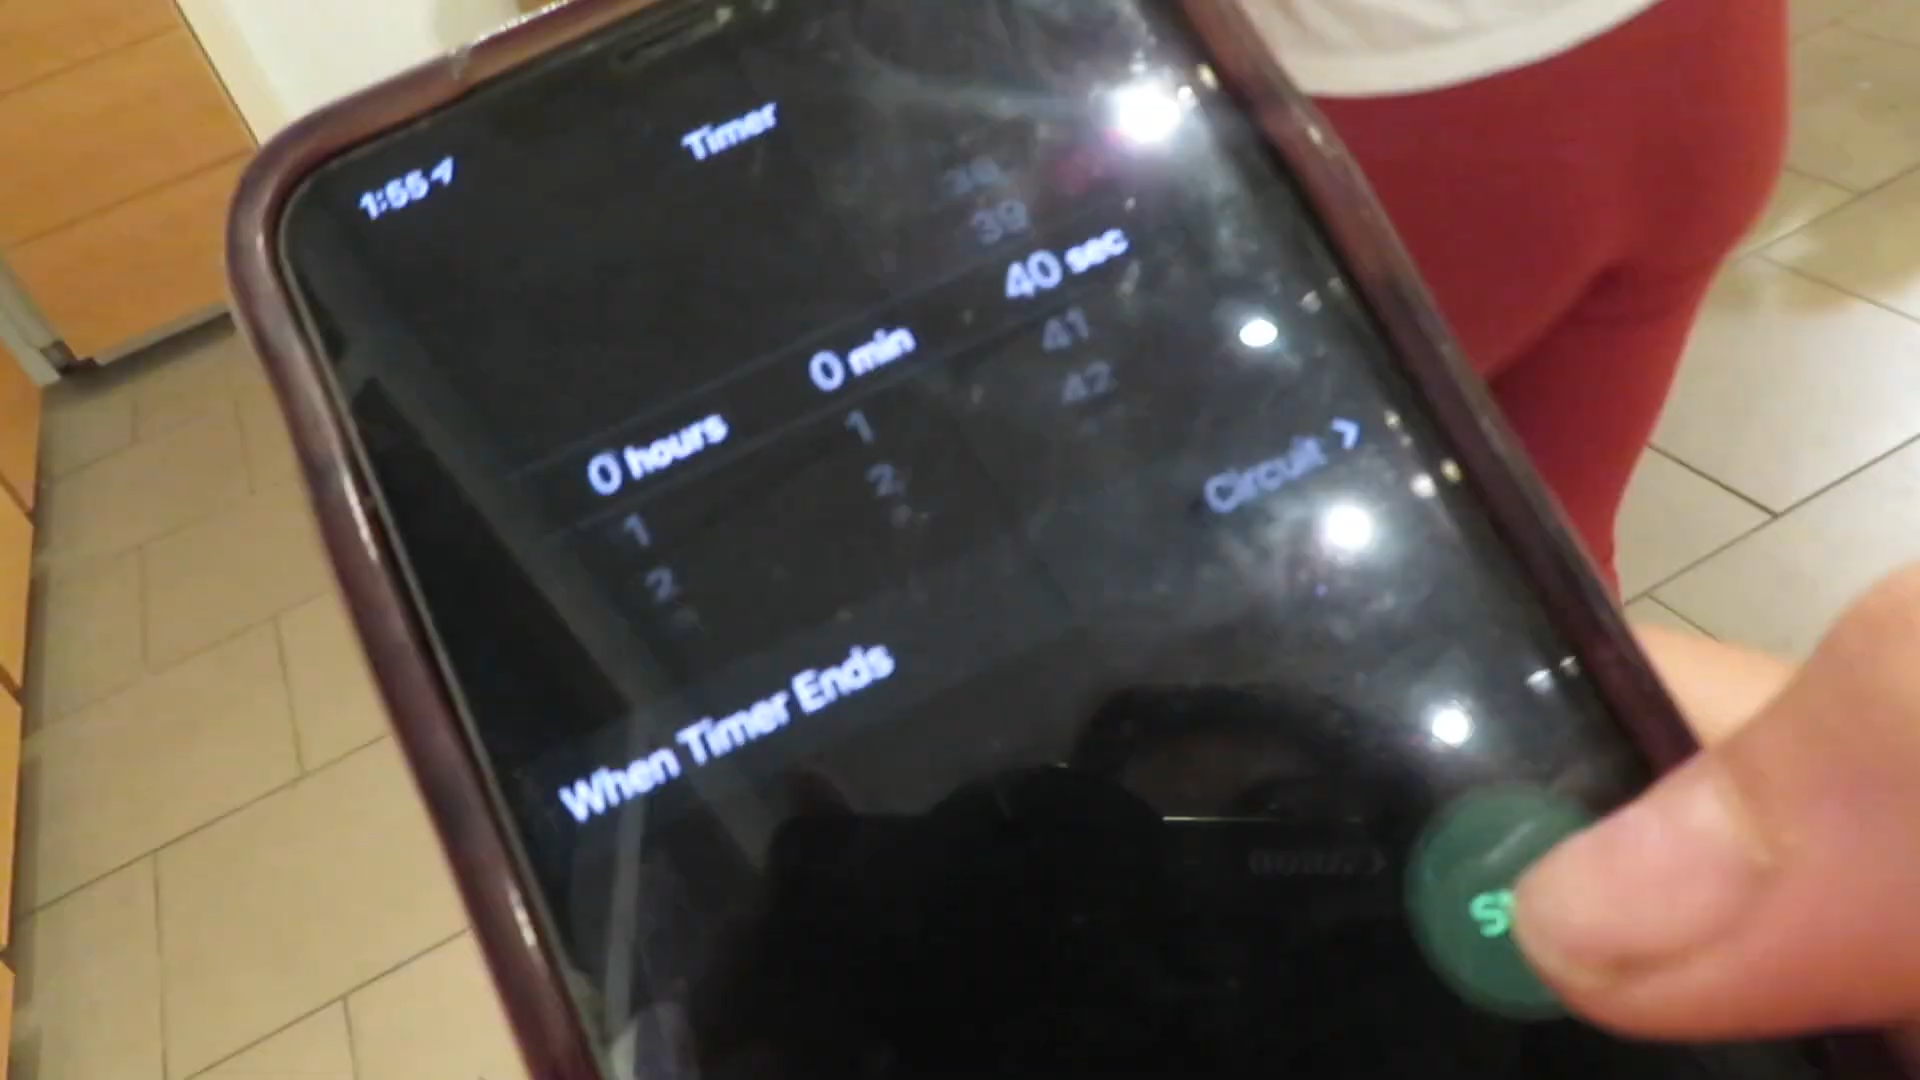 1:55
Timer
38
39
0 hours 0 min 40 sec
1 1 41
2 2 42
When Timer Ends Circuit >